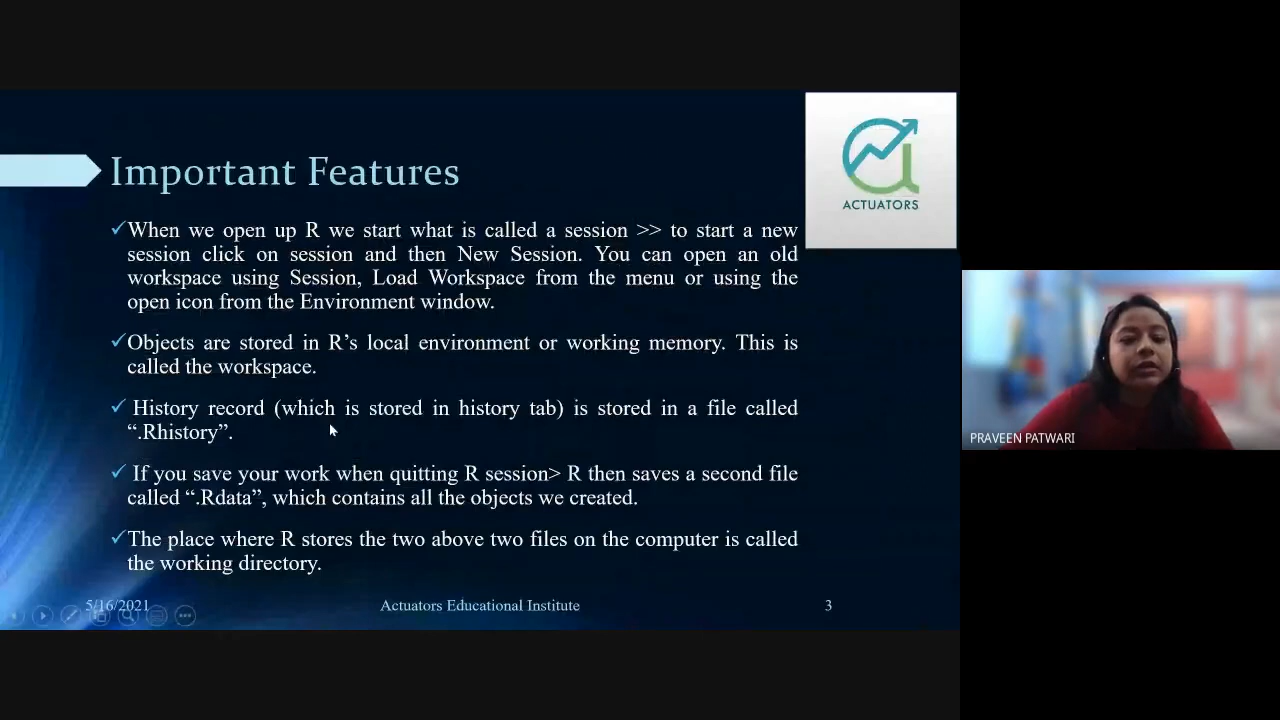 ACTUATORS
Important Features
When we open up R we start what is called a session >> to start a new
session click on session and then New Session. You can open an old
workspace using Session, Load Workspace from the menu or using the
open icon from the Environment window.
Objects are stored in R’s local environment or working memory. This is
called the workspace.
History record (which is stored in history tab) is stored in a file called
“.Rhistory”.
If you save your work when quitting R session> R then saves a second file
called “.Rdata”, which contains all the objects we created.
The place where R stores the two above two files on the computer is called
the working directory.
5/16/2021
Actuators Educational Institute
3
PRAVEEN PATWARI